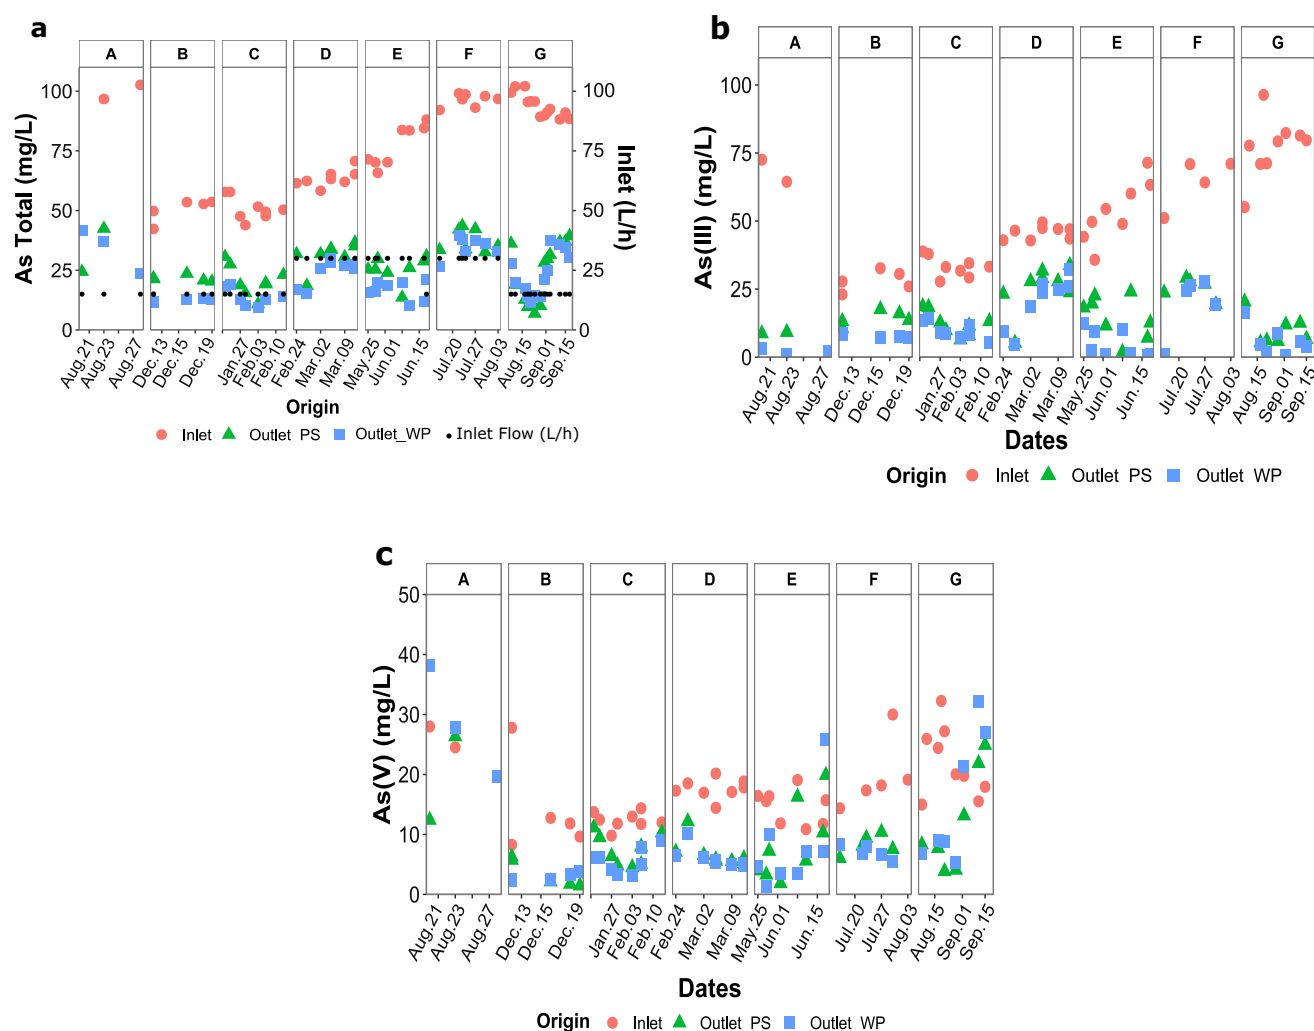 a
A B C D E F G
As Total (mg/L)
100
75
50
25
0
Inlet (L/h)
100
75
50
25
0
Aug.21 Aug.23 Aug.27 Dec.13 Dec.15 Dec.19 Jan.27 Feb.03 Feb.10 Feb.24 Mar.02 Mar.09 May.25 Jun.01 Jun.15 Jul.20 Jul.27 Aug.03 Aug.15 Sep.01 Sep.15
Origin
Inlet Outlet PS Outlet_WP Inlet Flow (L/h)
b
A B C D E F G
As(III) (mg/L)
100
75
50
25
0
Aug.21 Aug.23 Aug.27 Dec.13 Dec.15 Dec.19 Jan.27 Feb.03 Feb.10 Feb.24 Mar.02 Mar.09 May.25 Jun.01 Jun.15 Jul.20 Jul.27 Aug.03 Aug.15 Sep.01 Sep.15
Dates
Origin Inlet Outlet PS Outlet WP
c
A B C D E F G
As(V) (mg/L)
50
40
30
20
10
0
Aug.21 Aug.23 Aug.27 Dec.13 Dec.15 Dec.19 Jan.27 Feb.03 Feb.10 Feb.24 Mar.02 Mar.09 May.25 Jun.01 Jun.15 Jul.20 Jul.27 Aug.03 Aug.15 Sep.01 Sep.15
Dates
Origin Inlet Outlet PS Outlet WP